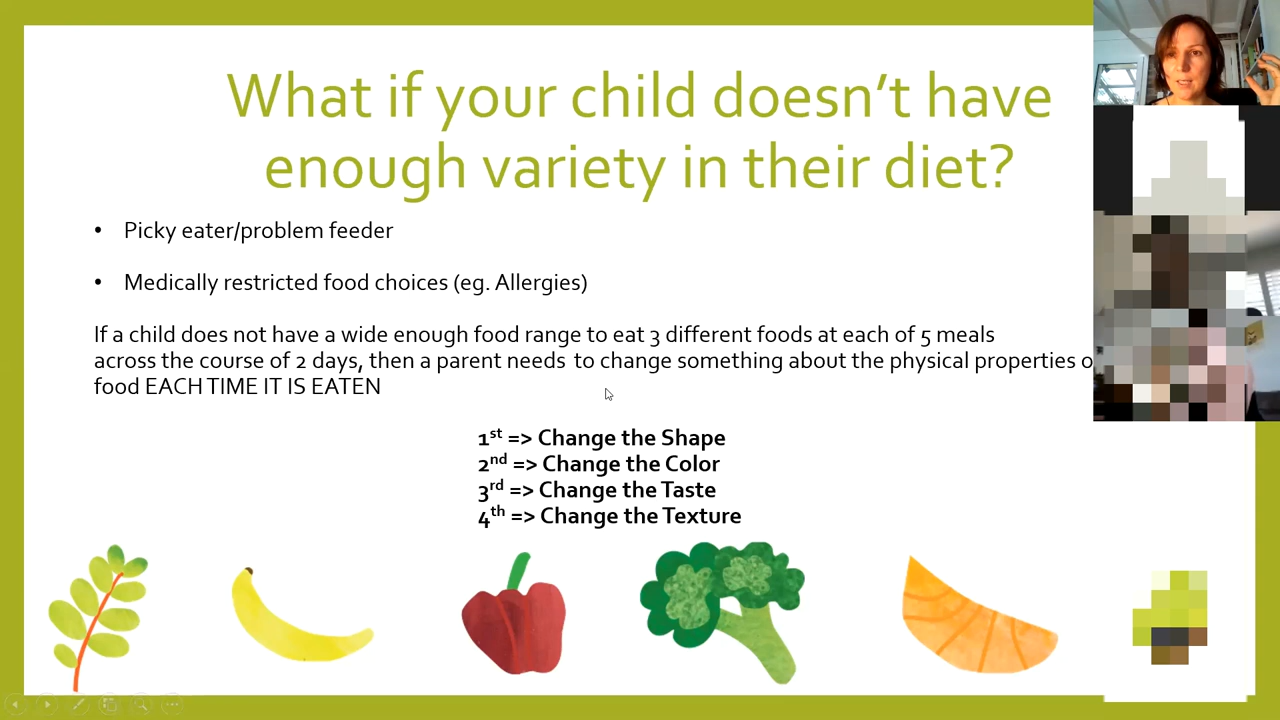 What if your child doesn't have
enough variety in their diet?
• Picky eater/problem feeder
• Medically restricted food choices (eg. Allergies)
If a child does not have a wide enough food range to eat 3 different foods at each of 5 meals
across the course of 2 days, then a parent needs to change something about the physical properties
food EACH TIME IT IS EATEN
1st => Change the Shape
2nd => Change the Color
3rd => Change the Taste
4th => Change the Texture